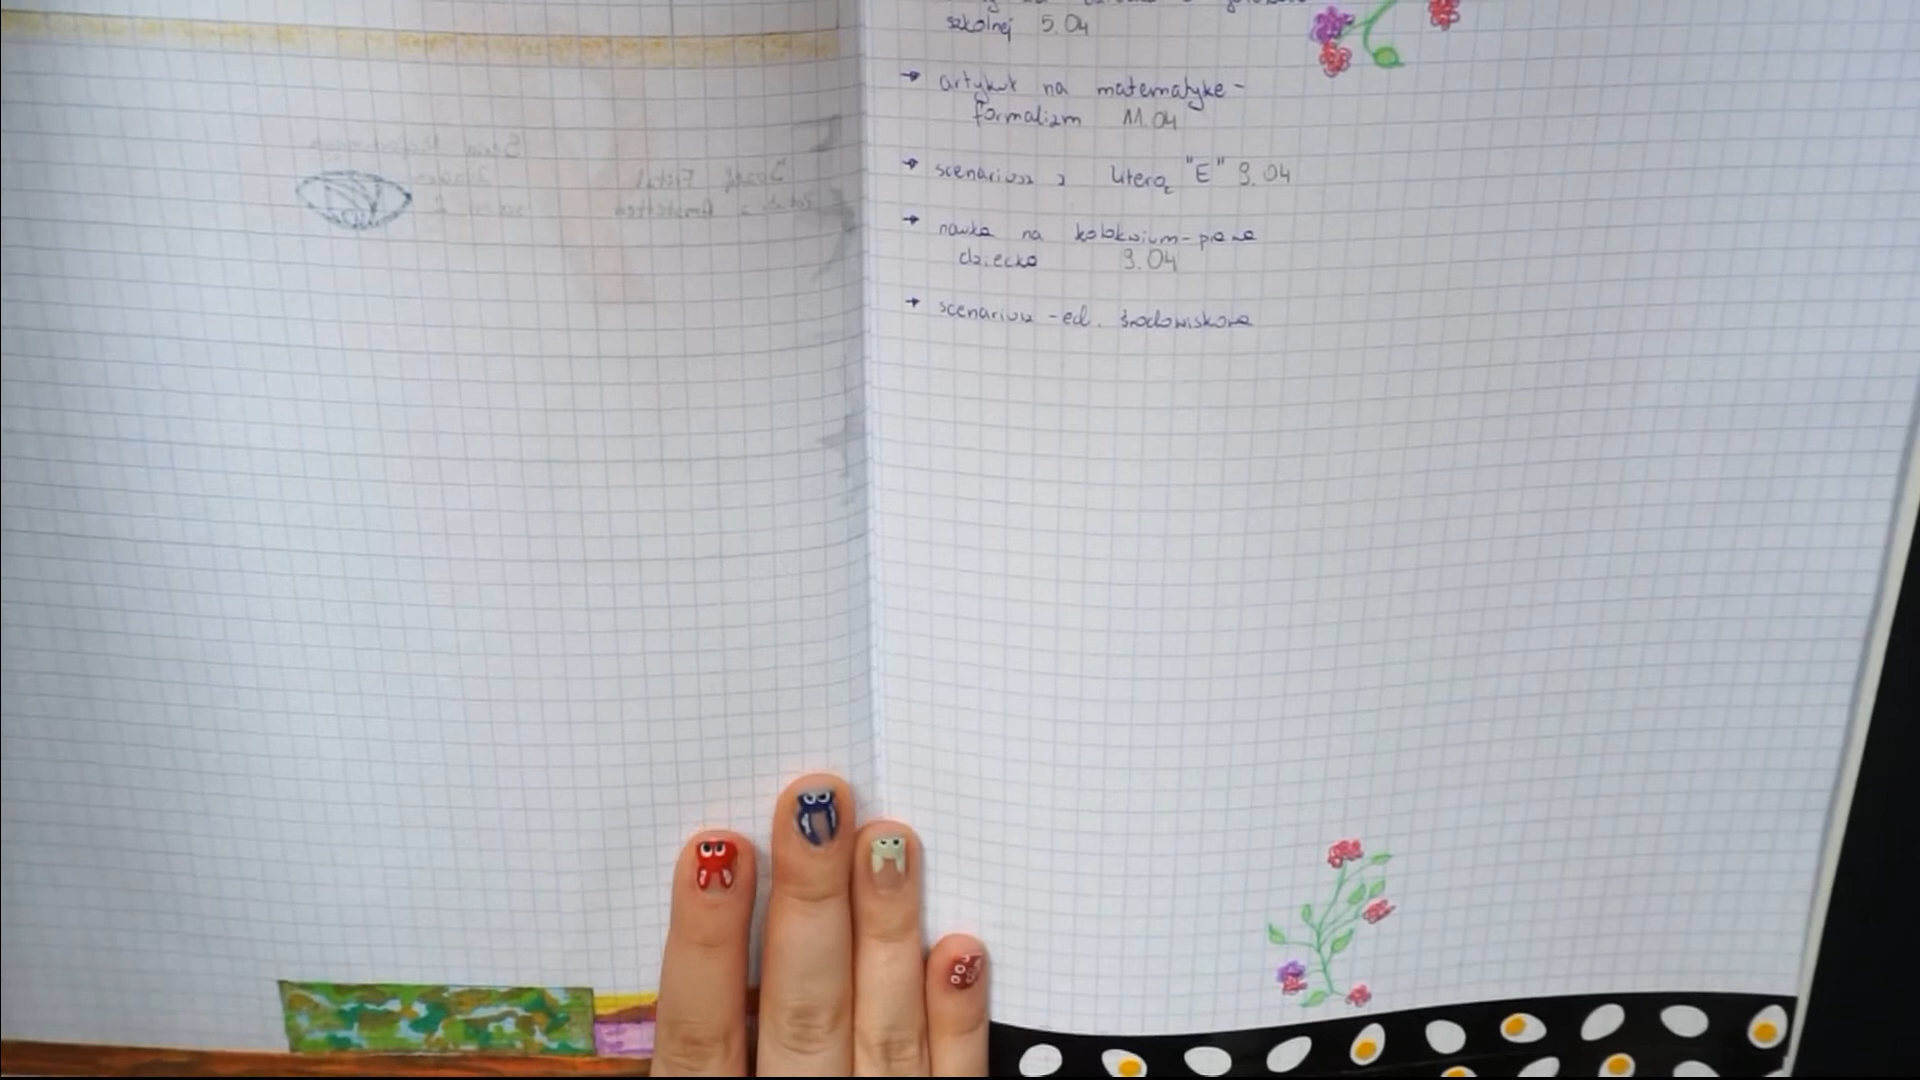 szkolnej 5.04
→ artykuł na matematykę -
formalizm 11.04
→ scenariusz z literą "E" 9.04
→ nauka na kolokwium - prawa
dziecka 9.04
→ scenariusz - ed. środowiskowa